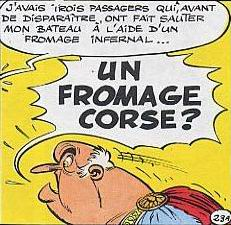 J'AVAIS TROIS PASSAGERS QUI, AVANT
DE DISPARAÎTRE, ONT FAIT SAUTER
MON BATEAU À L'AIDE D'UN
FROMAGE INFERNAL...
UN
FROMAGE
CORSE?